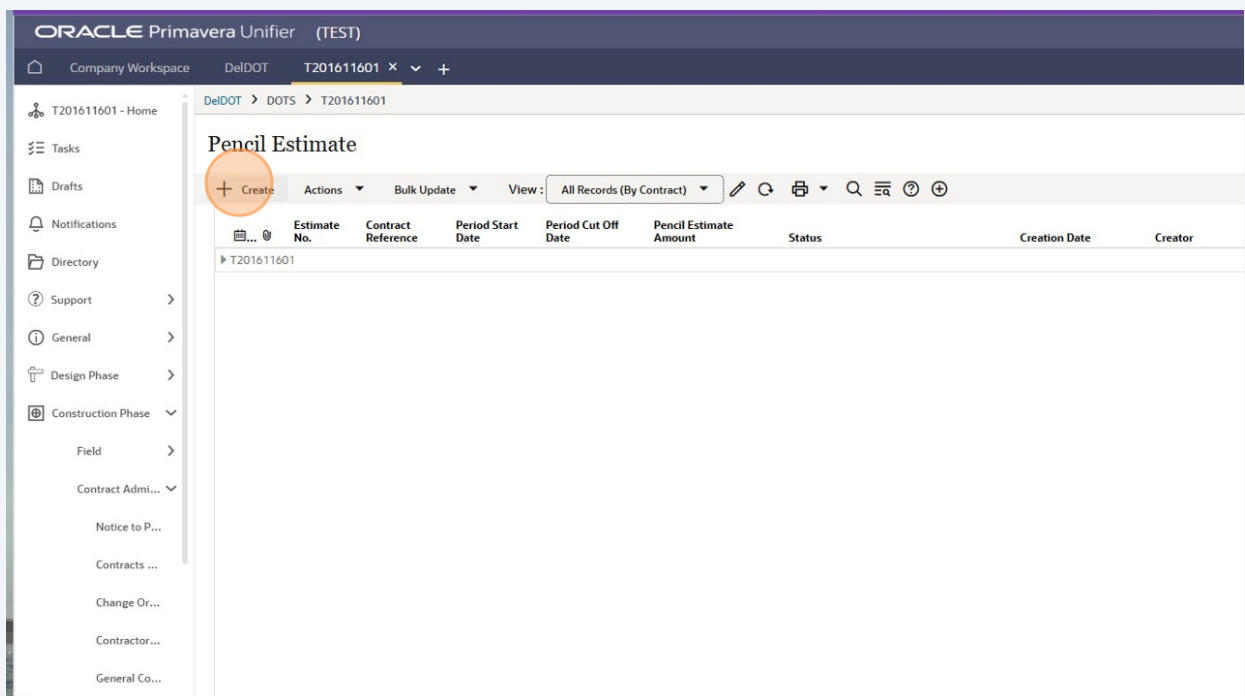 ORACLE Primavera Unifier (TEST)
Company Workspace DelDOT T201611601 × +
T201611601 - Home
Tasks
Drafts
Notifications
Directory
Support
General
Design Phase
Construction Phase
Field
Contract Admi...
Notice to P...
Contracts ...
Change Or...
Contractor...
General Co...
DelDOT > DOTS > T201611601
Pencil Estimate
+ Create Actions Bulk Update View : All Records (By Contract)
... Estimate No. Contract Reference Period Start Date Period Cut Off Date Pencil Estimate Amount Status Creation Date Creator
T201611601